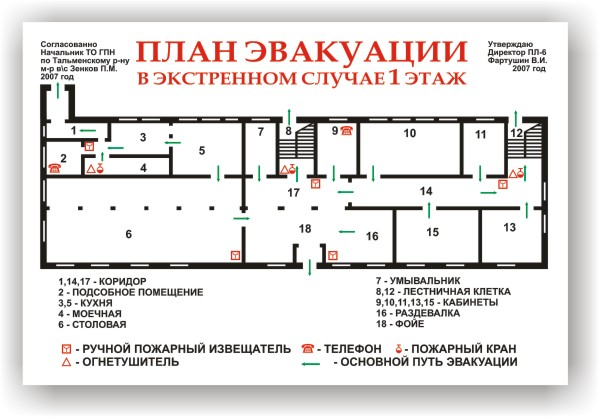 Согласовано
Начальник ТО ГПН
по Тальменскому р-ну
м-р в\с Зенков П.М.
2007 год
ПЛАН ЭВАКУАЦИИ
В ЭКСТРЕННОМ СЛУЧАЕ 1 ЭТАЖ
Утверждаю
Директор ПЛ-6
Фартушин В.И.
2007 год
1 3 5 7 8 9 10 11 12
2 4
17 14
6 18 16 15 13
1,14,17 - КОРИДОР
2 - ПОДСОБНОЕ ПОМЕЩЕНИЕ
3,5 - КУХНЯ
4 - МОЕЧНАЯ
6 - СТОЛОВАЯ
7 - УМЫВАЛЬНИК
8,12 - ЛЕСТНИЧНАЯ КЛЕТКА
9,10,11,13,15 - КАБИНЕТЫ
16 - РАЗДЕВАЛКА
18 - ФОЙЕ
- РУЧНОЙ ПОЖАРНЫЙ ИЗВЕЩАТЕЛЬ
- ТЕЛЕФОН
- ПОЖАРНЫЙ КРАН
- ОГНЕТУШИТЕЛЬ
- ОСНОВНОЙ ПУТЬ ЭВАКУАЦИИ